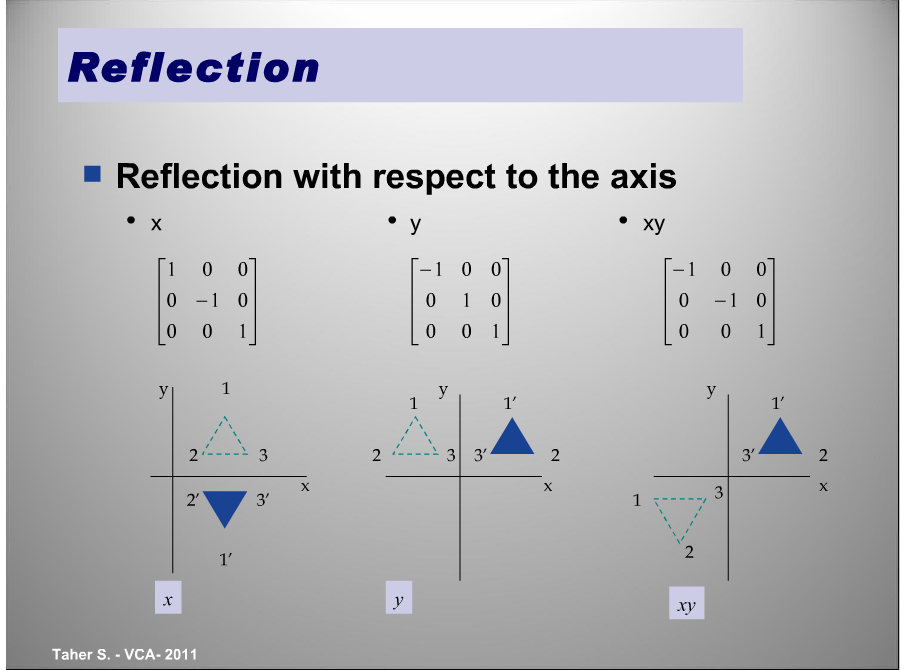 Reflection
Reflection with respect to the axis
• x • y • xy
1 0 0
0 −1 0
0 0 1
−1 0 0
0 1 0
0 0 1
−1 0 0
0 −1 0
0 0 1
y 1
2 3
x
2′ 3′
1′
x
y
1 1′
2 3 3′ 2
x
y
y
1′
3′ 2
x
1 3
2
xy
Taher S. - VCA- 2011